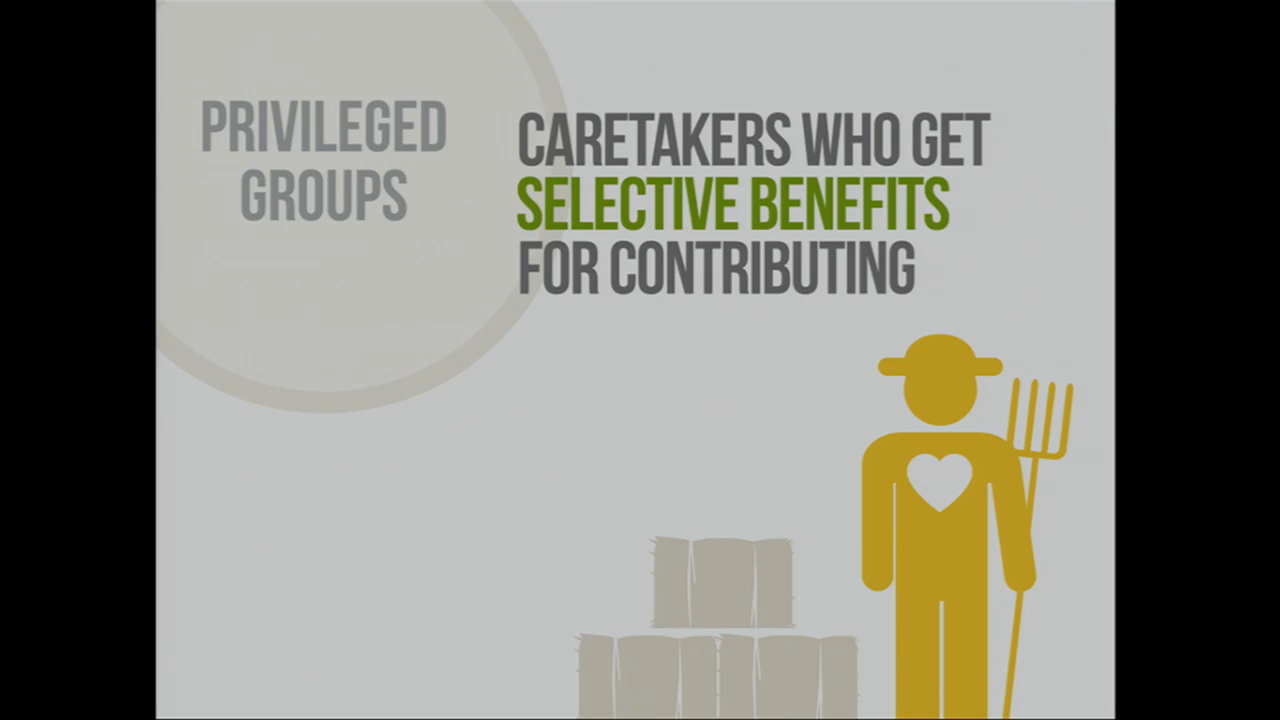 PRIVILEGED
GROUPS
CARETAKERS WHO GET
SELECTIVE BENEFITS
FOR CONTRIBUTING